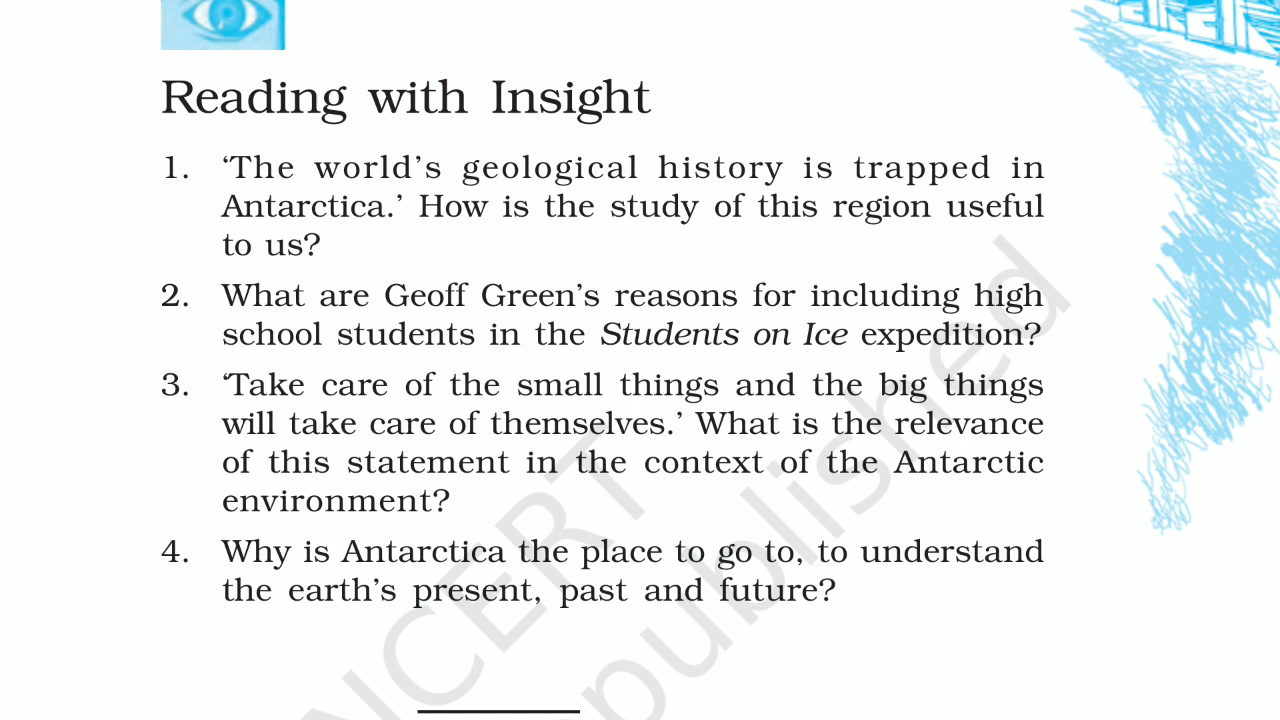 Reading with Insight
1. ‘The world’s geological history is trapped in
Antarctica.’ How is the study of this region useful
to us?
2. What are Geoff Green’s reasons for including high
school students in the Students on Ice expedition?
3. ‘Take care of the small things and the big things
will take care of themselves.’ What is the relevance
of this statement in the context of the Antarctic
environment?
4. Why is Antarctica the place to go to, to understand
the earth’s present, past and future?